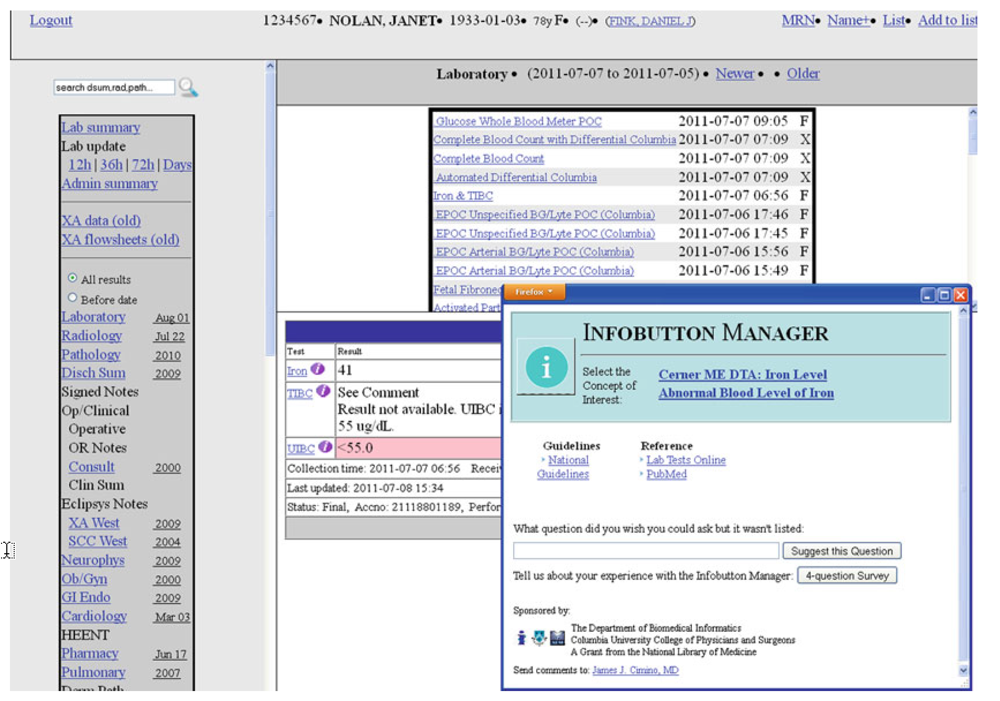 Logout
1234567• NOLAN, JANET• 1933-01-03• 78y F• (--)• (FINK, DANIEL J)
MRN• Name+• List• Add to list
search dsum,rad,path...
Lab summary
Lab update
12h | 36h | 72h | Days
Admin summary
XA data (old)
XA flowsheets (old)
All results
Before date
Laboratory Aug 01
Radiology Jul 22
Pathology 2010
Disch Sum 2009
Signed Notes
Op/Clinical
Operative
OR Notes
Consult 2000
Clin Sum
Eclipsys Notes
XA West 2009
SCC West 2004
Neurophys 2009
Ob/Gyn 2000
GI Endo 2009
Cardiology Mar 03
HEENT
Pharmacy Jun 17
Pulmonary 2007
Derm Path
Laboratory • (2011-07-07 to 2011-07-05) • Newer • • Older
Glucose Whole Blood Meter POC 2011-07-07 09:05 F
Complete Blood Count with Differential Columbia 2011-07-07 07:09 X
Complete Blood Count 2011-07-07 07:09 X
Automated Differential Columbia 2011-07-07 07:09 X
Iron & TIBC 2011-07-07 06:56 F
EPOC Unspecified BG/Lyte POC (Columbia) 2011-07-06 17:46 F
EPOC Unspecified BG/Lyte POC (Columbia) 2011-07-06 17:45 F
EPOC Arterial BG/Lyte POC (Columbia) 2011-07-06 15:56 F
EPOC Arterial BG/Lyte POC (Columbia) 2011-07-06 15:49 F
Fetal Fibronec
Activated Part
Test Result
Iron i 41
TIBC i See Comment
Result not available. UIBC i
55 ug/dL.
UIBC i <55.0
Collection time: 2011-07-07 06:56 Recei
Last updated: 2011-07-08 15:34
Status: Final, Accno: 21118801189, Perfor
Firefox
INFOBUTTON MANAGER
i
Select the
Concept of
Interest:
Cerner ME DTA: Iron Level
Abnormal Blood Level of Iron
Guidelines
National
Guidelines
Reference
Lab Tests Online
PubMed
What question did you wish you could ask but it wasn't listed:
Suggest this Question
Tell us about your experience with the Infobutton Manager: 4-question Survey
Sponsored by:
The Department of Biomedical Informatics
Columbia University College of Physicians and Surgeons
A Grant from the National Library of Medicine
Send comments to: James J. Cimino, MD